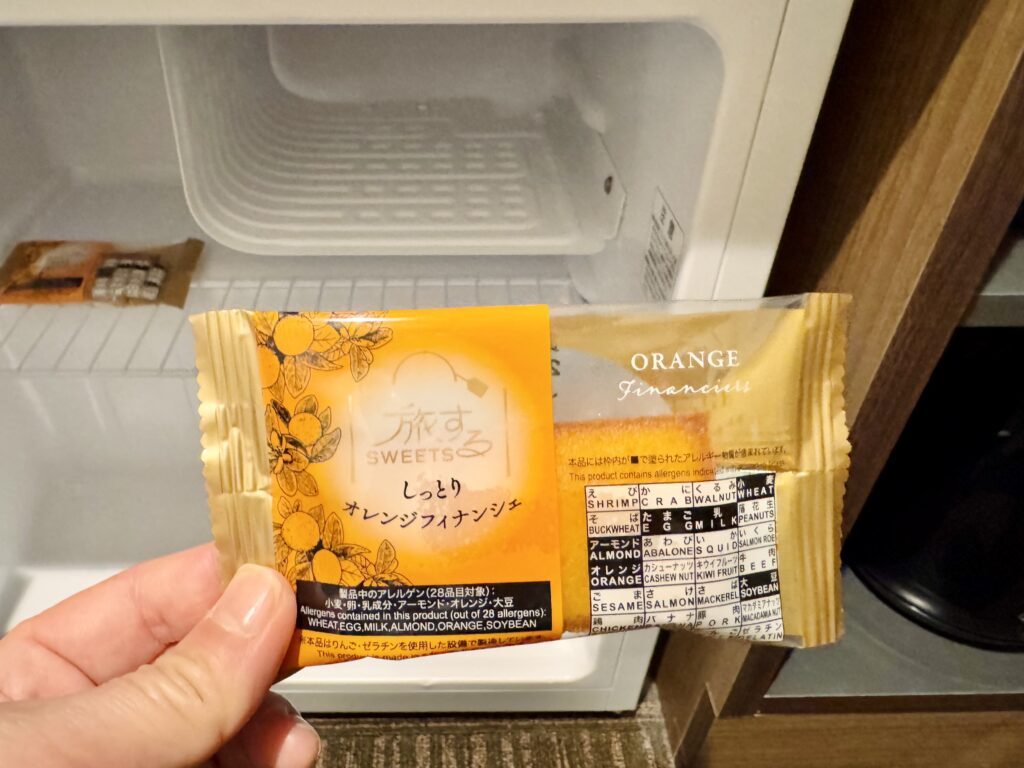 旅する
SWEETS
しっとり
オレンジフィナンシェ
製品中のアレルゲン(28品目対象):
小麦・卵・乳成分・アーモンド・オレンジ・大豆
Allergens contained in this product (out of 28 allergens):
WHEAT,EGG,MILK,ALMOND,ORANGE,SOYBEAN
本品はりんご・ゼラチンを使用した設備で製造しています
This product is made in
ORANGE
Financiers
本品には枠内が■で塗られたアレルギー物質が含まれています。
This product contains allergens
えび かに くるみ 小麦
SHRIMP CRAB WALNUT WHEAT
そば たまご 乳 落花生
BUCKWHEAT EGG MILK PEANUTS
アーモンド あわび いか いくら
ALMOND ABALONE SQUID SALMON ROE
オレンジ カシューナッツ キウイフルーツ 牛肉
ORANGE CASHEW NUT KIWI FRUIT BEEF
ごま さけ さば 大豆
SESAME SALMON MACKEREL SOYBEAN
鶏肉 バナナ 豚肉 マカダミアナッツ
CHICKEN PORK MACADAMIA NUT
ゼラチン
GELATIN